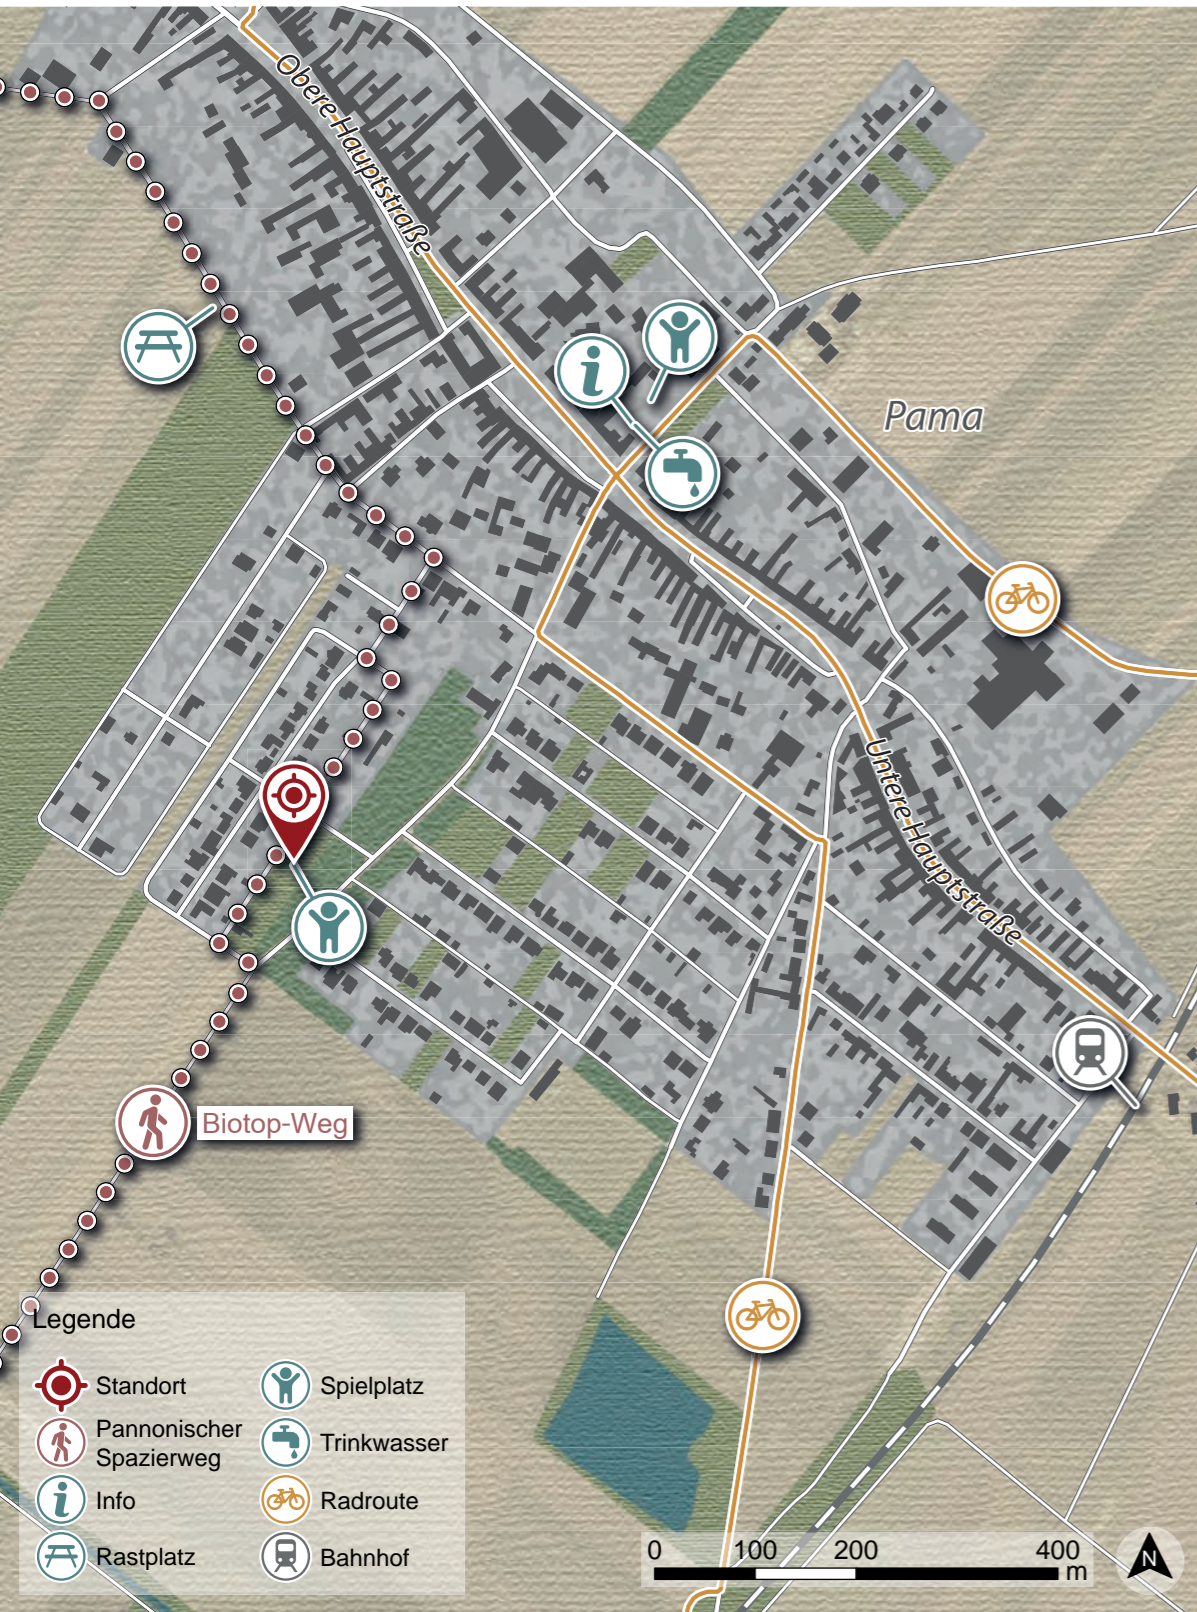 Obere Hauptstraße
Pama
Untere Hauptstraße
Biotop-Weg
Legende
Standort
Spielplatz
Pannonischer
Spazierweg
Trinkwasser
Info
Radroute
Rastplatz
Bahnhof
0 100 200 400
m
N